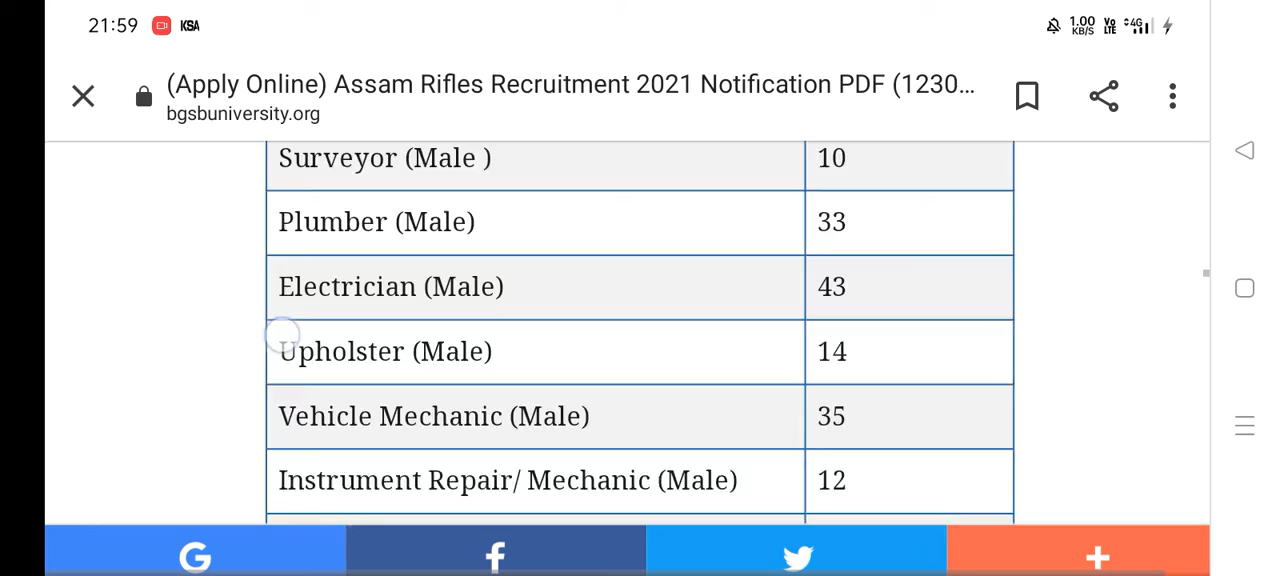 21:59 KSA 1.00 KB/S Vo LTE 4G
(Apply Online) Assam Rifles Recruitment 2021 Notification PDF (1230...
bgsbuniversity.org
Surveyor (Male ) 10
Plumber (Male) 33
Electrician (Male) 43
Upholster (Male) 14
Vehicle Mechanic (Male) 35
Instrument Repair/ Mechanic (Male) 12
G f +